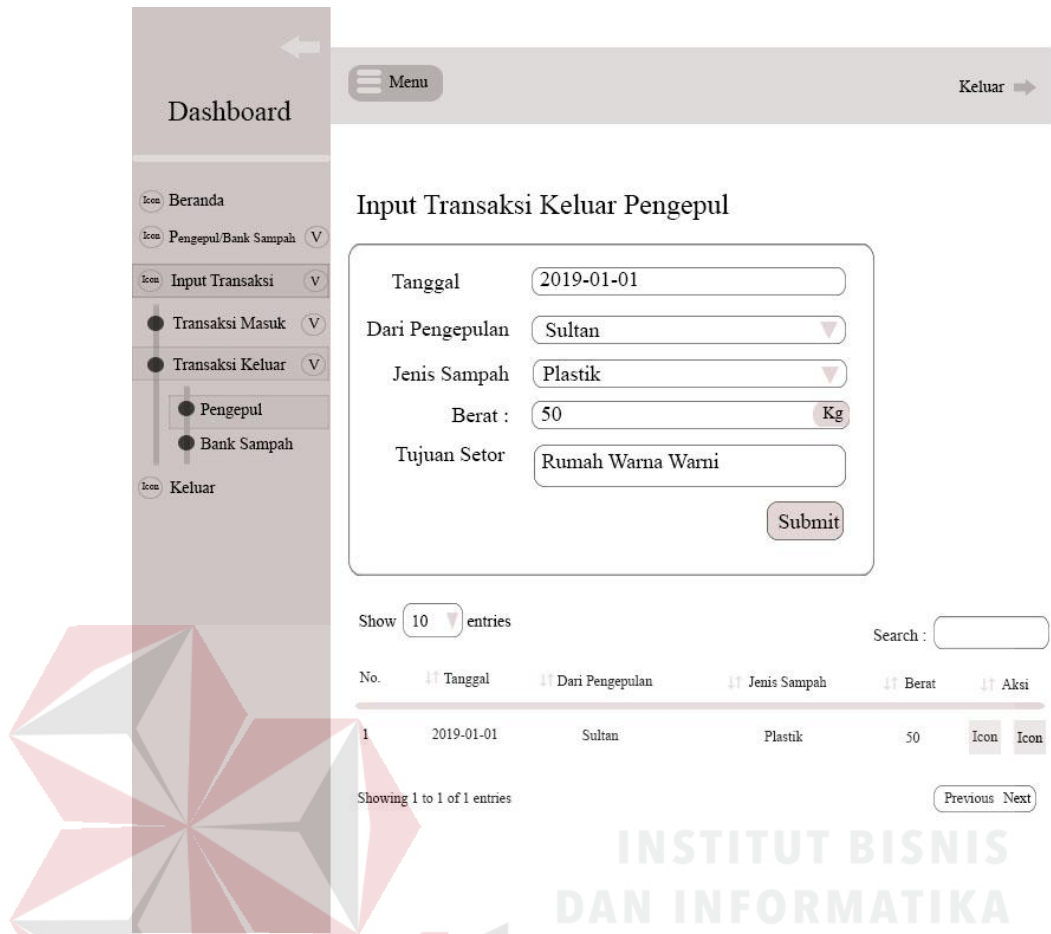 Dashboard
Icon Beranda
Icon Pengepul/Bank Sampah V
Icon Input Transaksi V
Transaksi Masuk V
Transaksi Keluar V
Pengepul
Bank Sampah
Icon Keluar
Menu
Keluar
Input Transaksi Keluar Pengepul
Tanggal 2019-01-01
Dari Pengepulan Sultan
Jenis Sampah Plastik
Berat : 50 Kg
Tujuan Setor Rumah Warna Warni
Submit
Show 10 entries
Search :
No. Tanggal Dari Pengepulan Jenis Sampah Berat Aksi
1 2019-01-01 Sultan Plastik 50 Icon Icon
Showing 1 to 1 of 1 entries
Previous Next
INSTITUT BISNIS
DAN INFORMATIKA